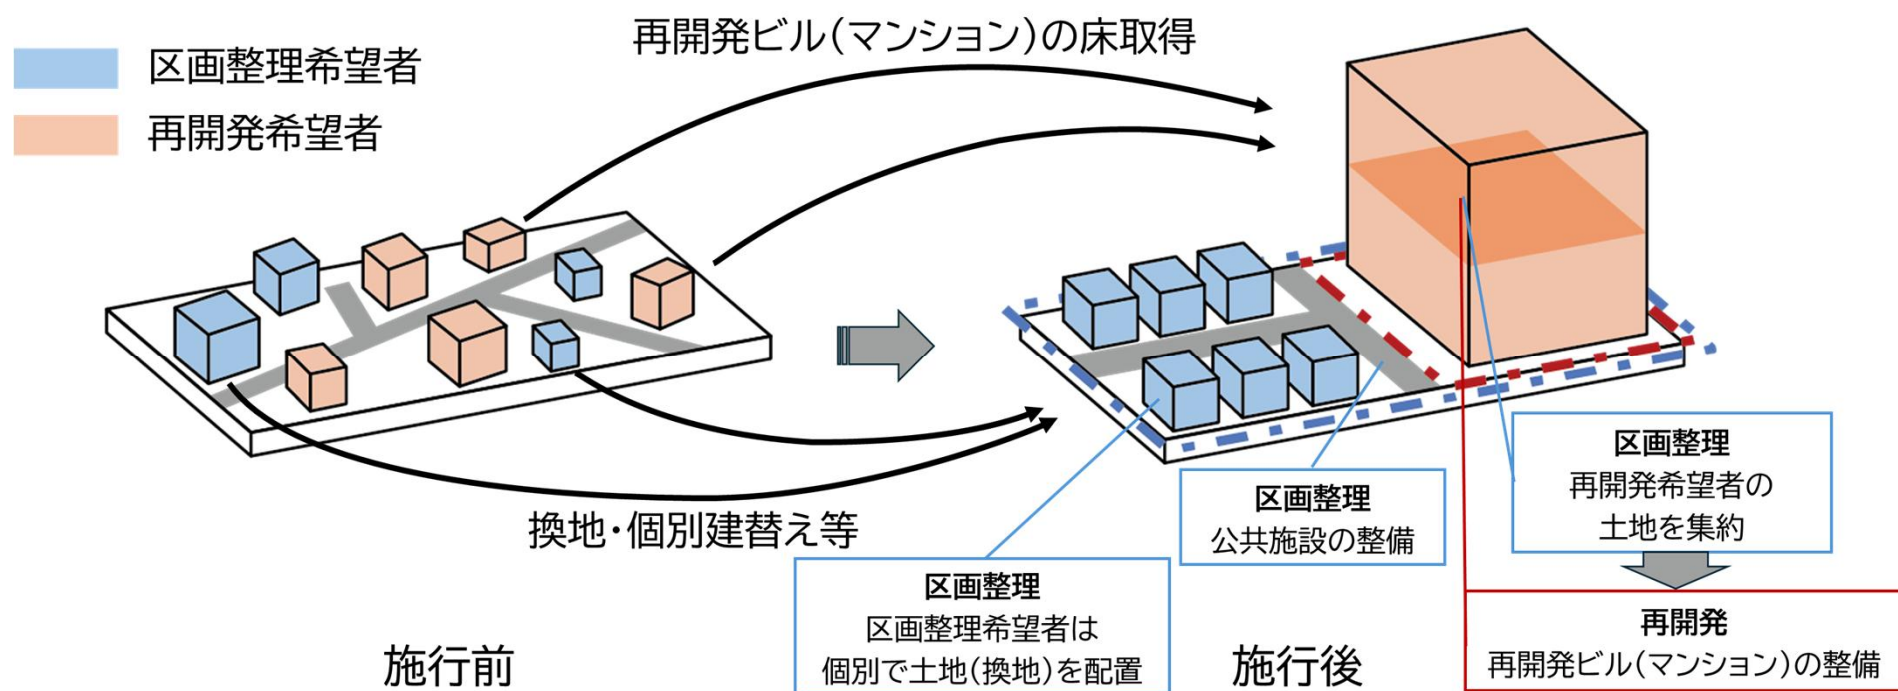 再開発ビル(マンション)の床取得
区画整理希望者
再開発希望者
換地・個別建替え等
区画整理
再開発希望者の
土地を集約
区画整理
公共施設の整備
区画整理
区画整理希望者は
個別で土地(換地)を配置
再開発
再開発ビル(マンション)の整備
施行前
施行後